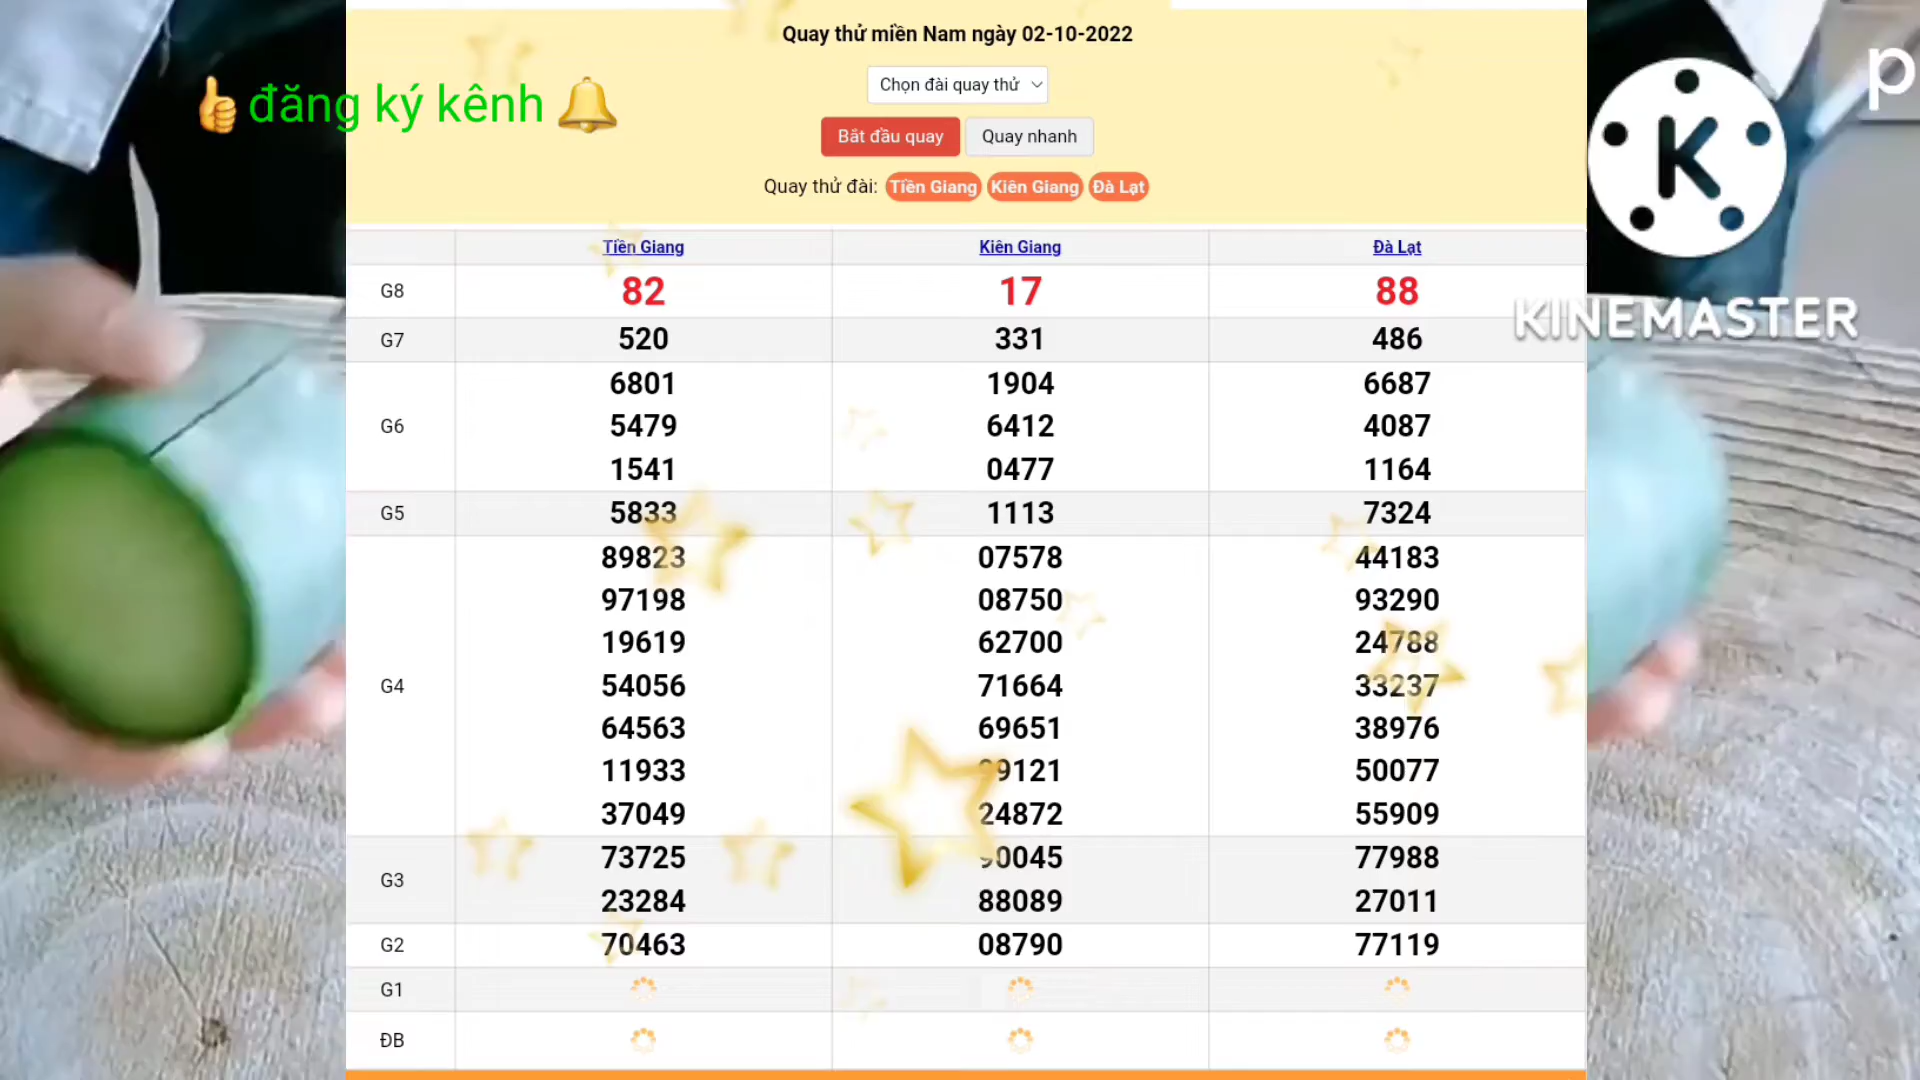 Quay thử miền Nam ngày 02-10-2022
Chọn đài quay thử
👍 đăng ký kênh 🔔
Bắt đầu quay Quay nhanh
Quay thử đài: Tiền Giang Kiên Giang Đà Lạt
p
K
KINEMASTER
Tiền Giang Kiên Giang Đà Lạt
G8 82 17 88
G7 520 331 486
6801 1904 6687
G6 5479 6412 4087
1541 0477 1164
G5 5833 1113 7324
89823 07578 44183
97198 08750 93290
19619 62700 24788
G4 54056 71664 33237
64563 69651 38976
11933 99121 50077
37049 24872 55909
G3
73725 90045 77988
23284 88089 27011
G2 70463 08790 77119
G1
ĐB